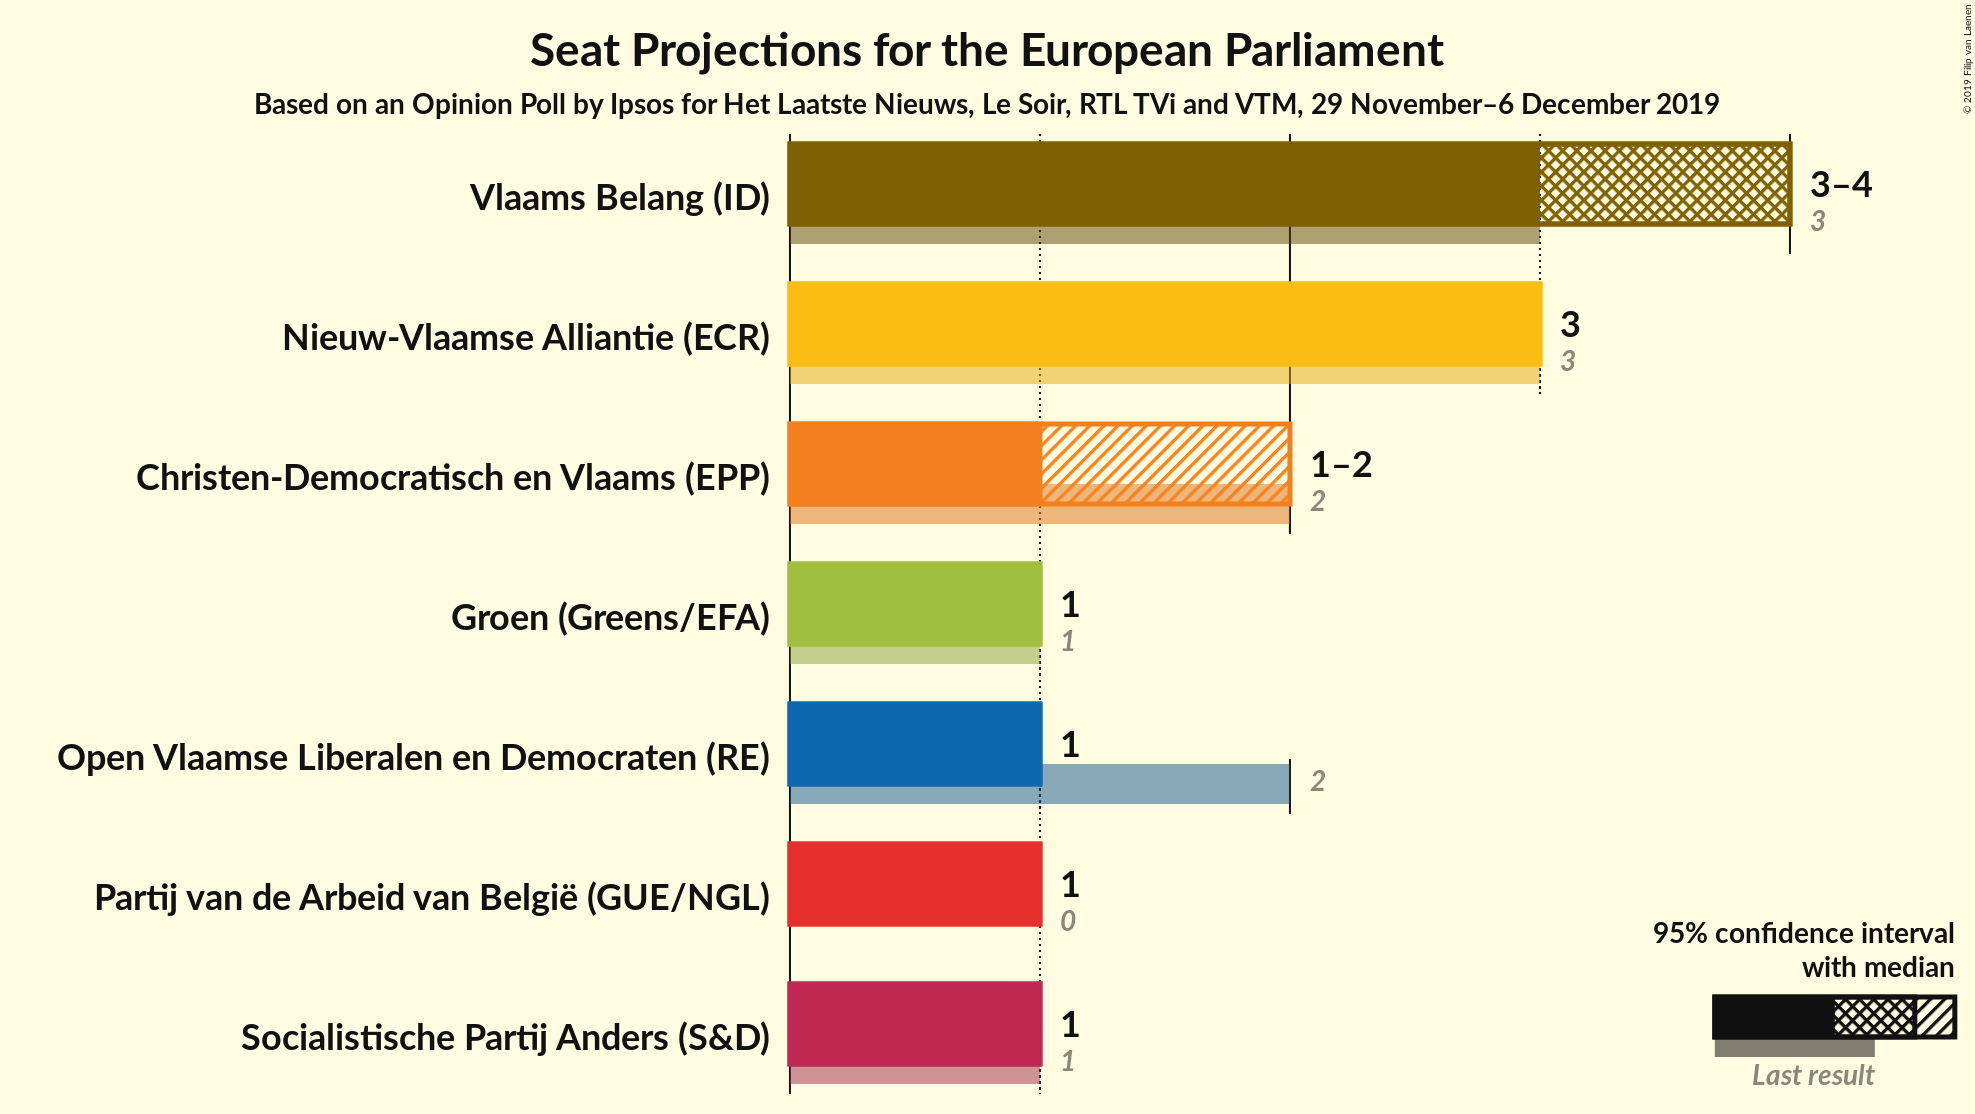 Seat Projections for the European Parliament
Based on an Opinion Poll by Ipsos for Het Laatste Nieuws, Le Soir, RTL TVi and VTM, 29 November–6 December 2019
© 2019 Filip van Laenen
Vlaams Belang (ID)
3–4
3
Nieuw-Vlaamse Alliantie (ECR)
3
3
Christen-Democratisch en Vlaams (EPP)
1–2
2
Groen (Greens/EFA)
1
1
Open Vlaamse Liberalen en Democraten (RE)
1
2
Partij van de Arbeid van België (GUE/NGL)
1
0
Socialistische Partij Anders (S&D)
1
1
95% confidence interval
with median
Last result